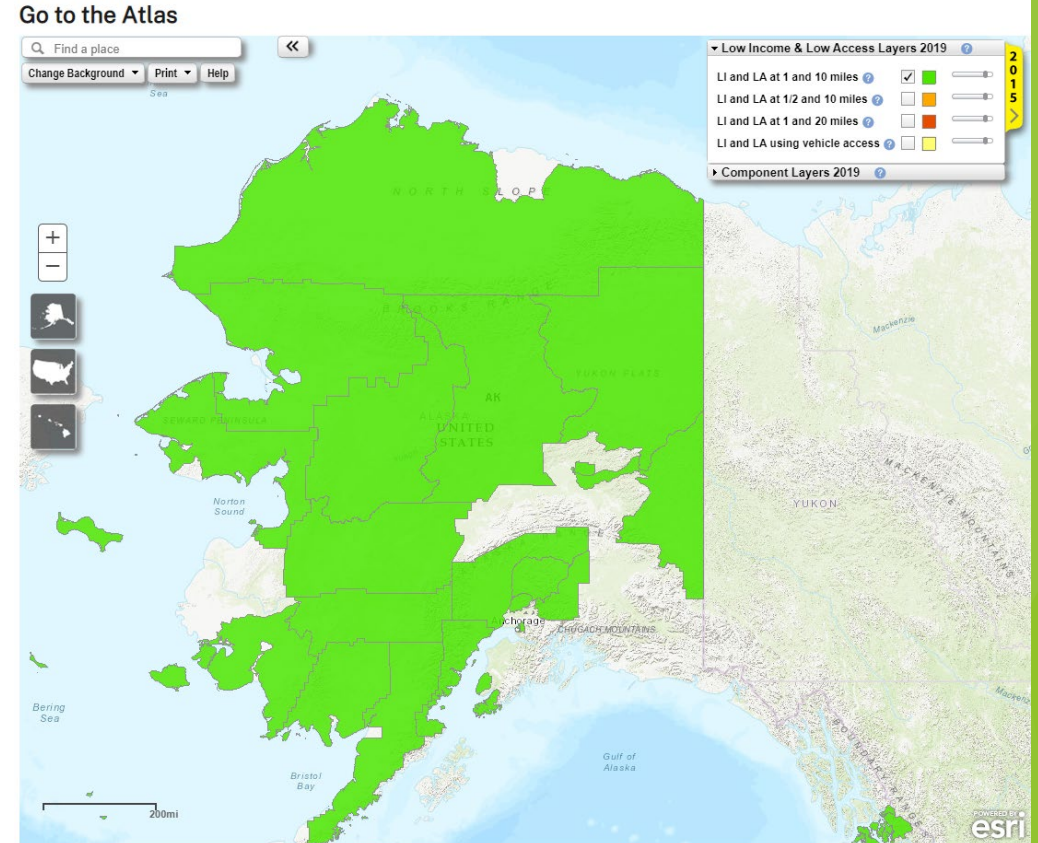 Go to the Atlas
Find a place
Change Background
Print
Help
Low Income & Low Access Layers 2019
LI and LA at 1 and 10 miles
LI and LA at 1/2 and 10 miles
LI and LA at 1 and 20 miles
LI and LA using vehicle access
Component Layers 2019
2015
Sea
NORTH SLOPE
BROOKS RANGE
Mackenzie
YUKON FLATS
AK
ALASKA
UNITED
STATES
SEWARD PENINSULA
MACKENZIE MOUNTAINS
YUKON
Norton
Sound
Anchorage
CHUGACH MOUNTAINS
Bering
Sea
Gulf of
Alaska
Bristol
Bay
BOUNDARY RANGES
200mi
POWERED BY
esri